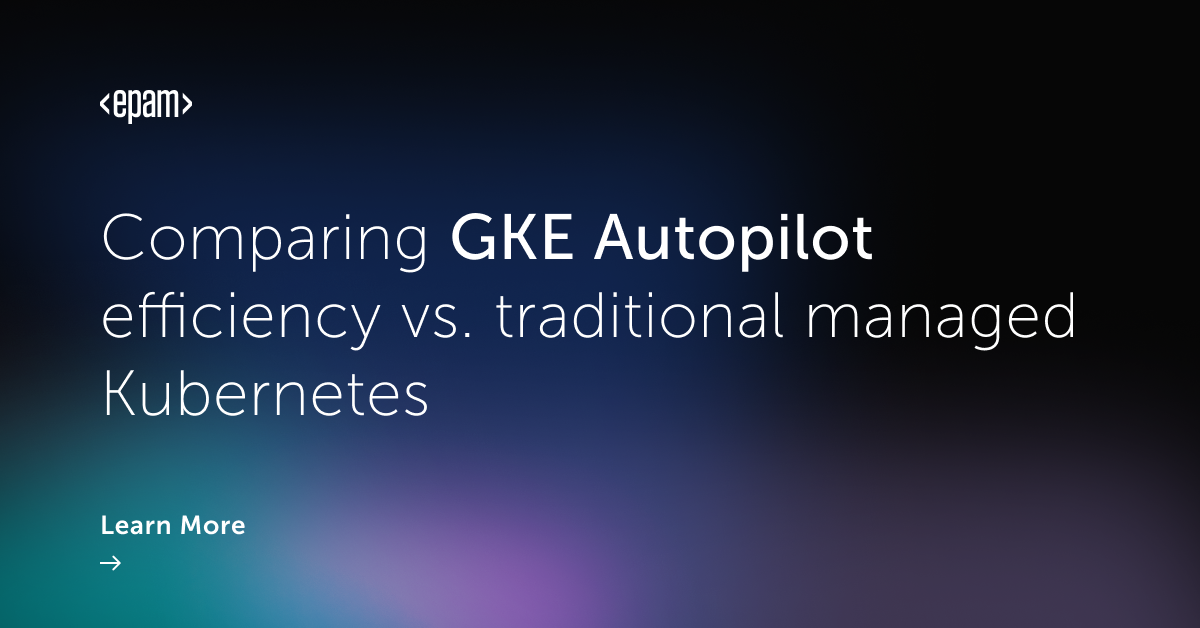 <epam>
Comparing GKE Autopilot
efficiency vs. traditional managed
Kubernetes
Learn More
→